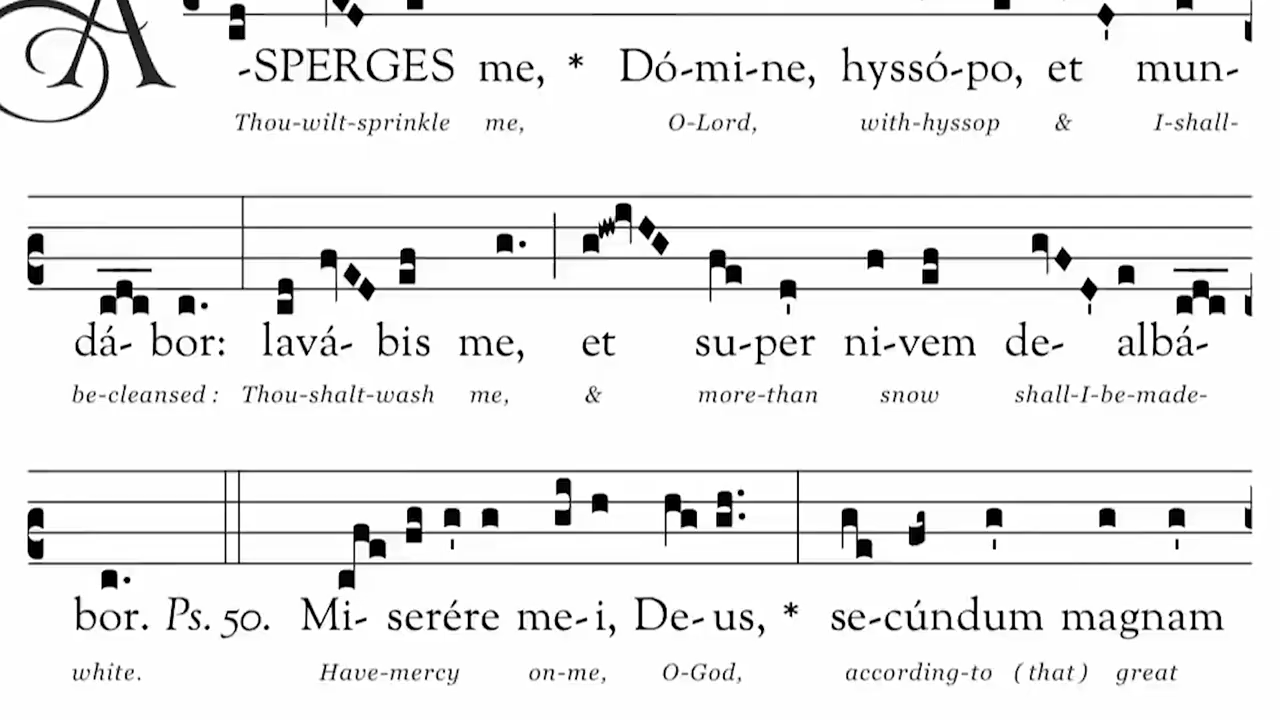 A-SPERGES me, * Dó-mi-ne, hyssó-po, et mun-
Thou-wilt-sprinkle me, O-Lord, with-hyssop & I-shall-
dá- bor: lavá- bis me, et su-per ni-vem de- albá-
be-cleansed : Thou-shalt-wash me, & more-than snow shall-I-be-made-
bor. Ps. 50. Mi- serére me-i, De-us, * se-cúndum magnam
white. Have-mercy on-me, O-God, according-to (that) great